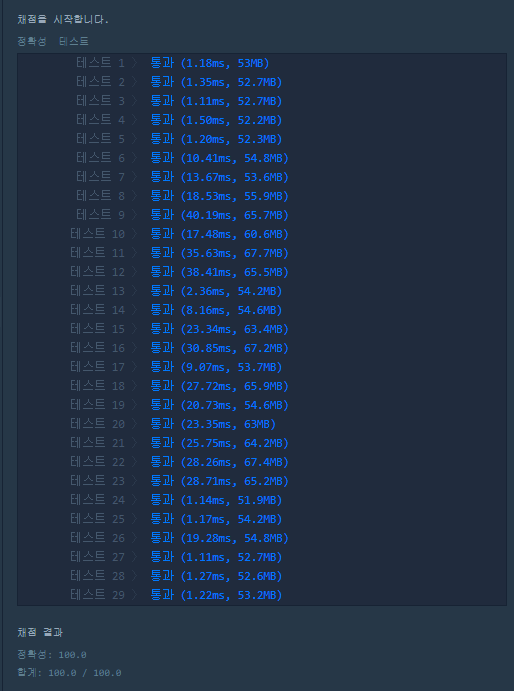 채점을 시작합니다.
정확성 테스트
테스트 1 〉 통과 (1.18ms, 53MB)
테스트 2 〉 통과 (1.35ms, 52.7MB)
테스트 3 〉 통과 (1.11ms, 52.7MB)
테스트 4 〉 통과 (1.50ms, 52.2MB)
테스트 5 〉 통과 (1.20ms, 52.3MB)
테스트 6 〉 통과 (10.41ms, 54.8MB)
테스트 7 〉 통과 (13.67ms, 53.6MB)
테스트 8 〉 통과 (18.53ms, 55.9MB)
테스트 9 〉 통과 (40.19ms, 65.7MB)
테스트 10 〉 통과 (17.48ms, 60.6MB)
테스트 11 〉 통과 (35.63ms, 67.7MB)
테스트 12 〉 통과 (38.41ms, 65.5MB)
테스트 13 〉 통과 (2.36ms, 54.2MB)
테스트 14 〉 통과 (8.16ms, 54.6MB)
테스트 15 〉 통과 (23.34ms, 63.4MB)
테스트 16 〉 통과 (30.85ms, 67.2MB)
테스트 17 〉 통과 (9.07ms, 53.7MB)
테스트 18 〉 통과 (27.72ms, 65.9MB)
테스트 19 〉 통과 (20.73ms, 54.6MB)
테스트 20 〉 통과 (23.35ms, 63MB)
테스트 21 〉 통과 (25.75ms, 64.2MB)
테스트 22 〉 통과 (28.26ms, 67.4MB)
테스트 23 〉 통과 (28.71ms, 65.2MB)
테스트 24 〉 통과 (1.14ms, 51.9MB)
테스트 25 〉 통과 (1.17ms, 54.2MB)
테스트 26 〉 통과 (19.28ms, 54.8MB)
테스트 27 〉 통과 (1.11ms, 52.7MB)
테스트 28 〉 통과 (1.27ms, 52.6MB)
테스트 29 〉 통과 (1.22ms, 53.2MB)
채점 결과
정확성: 100.0
합계: 100.0 / 100.0